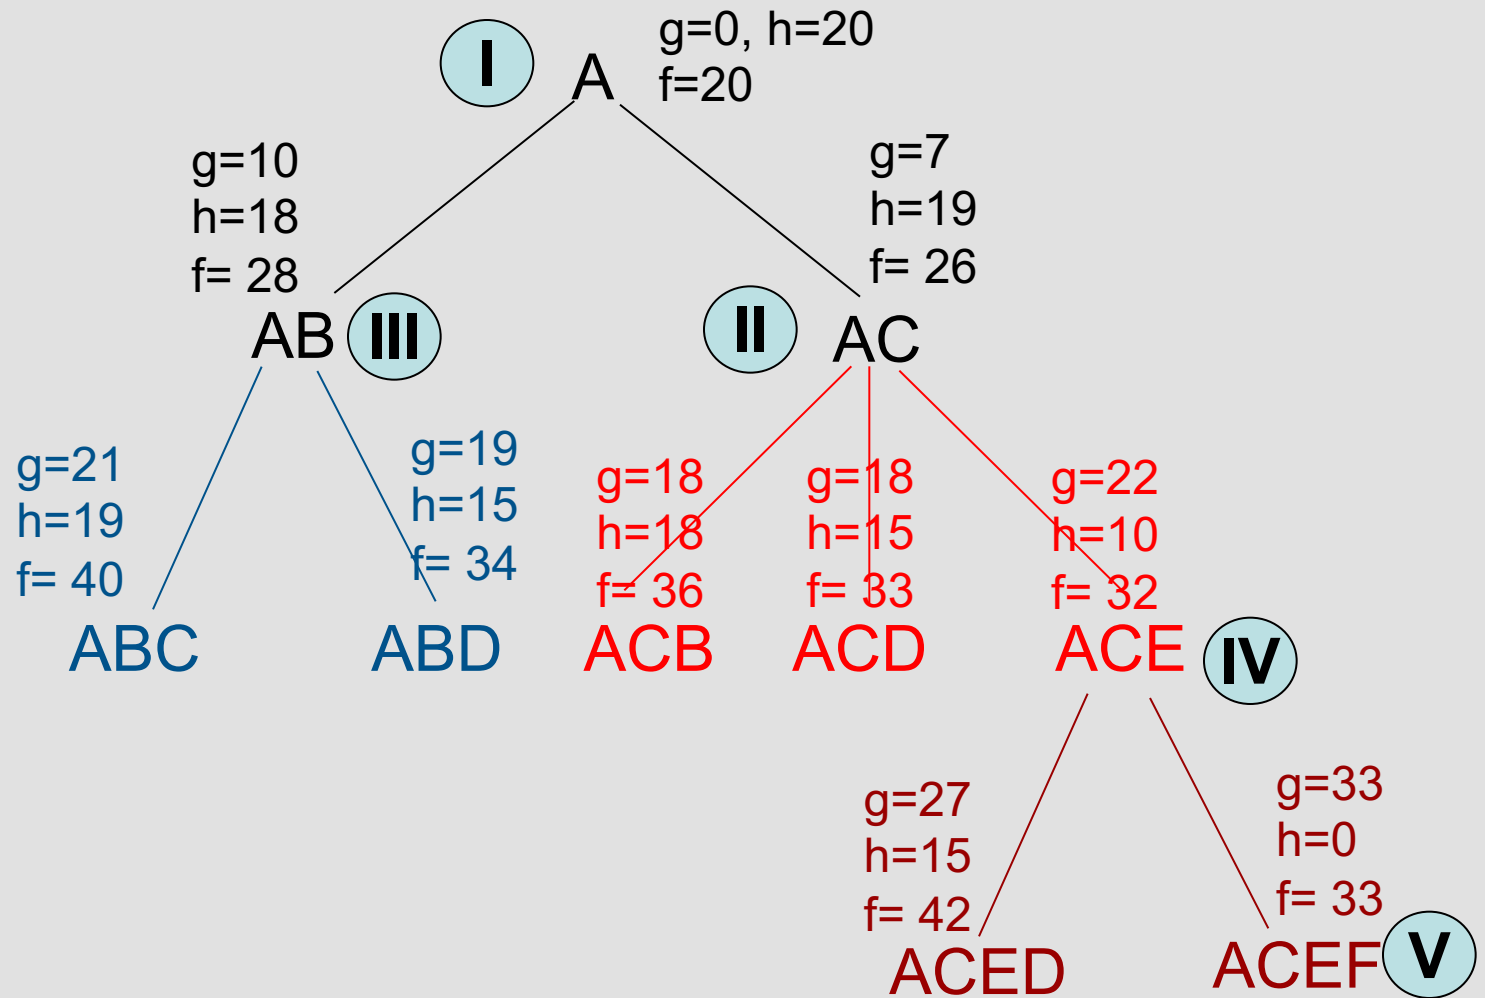 I
A
g=0, h=20
f=20
g=10
h=18
f= 28
AB
III
g=7
h=19
f= 26
II
AC
g=21
h=19
f= 40
ABC
g=19
h=15
f= 34
ABD
g=18
h=18
f= 36
ACB
g=18
h=15
f= 33
ACD
g=22
h=10
f= 32
ACE
IV
g=27
h=15
f= 42
ACED
g=33
h=0
f= 33
ACEF
V